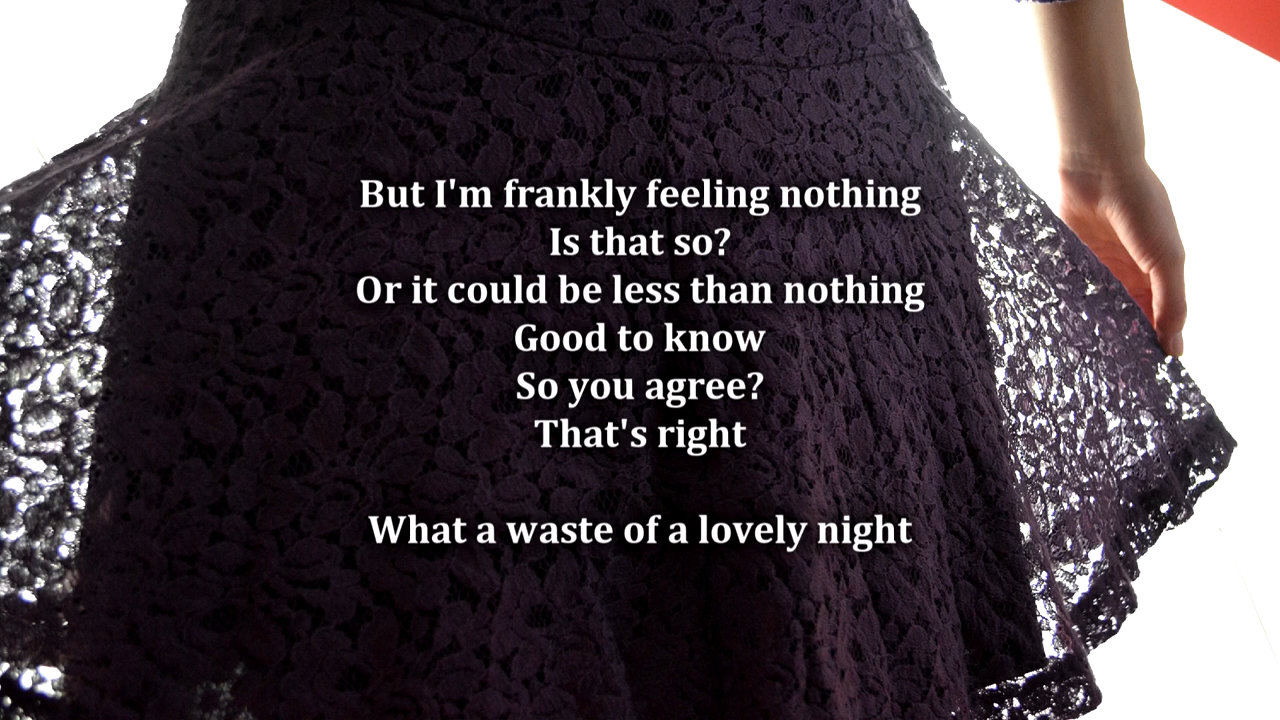 But I'm frankly feeling nothing
Is that so?
Or it could be less than nothing
Good to know
So you agree?
That's right
What a waste of a lovely night